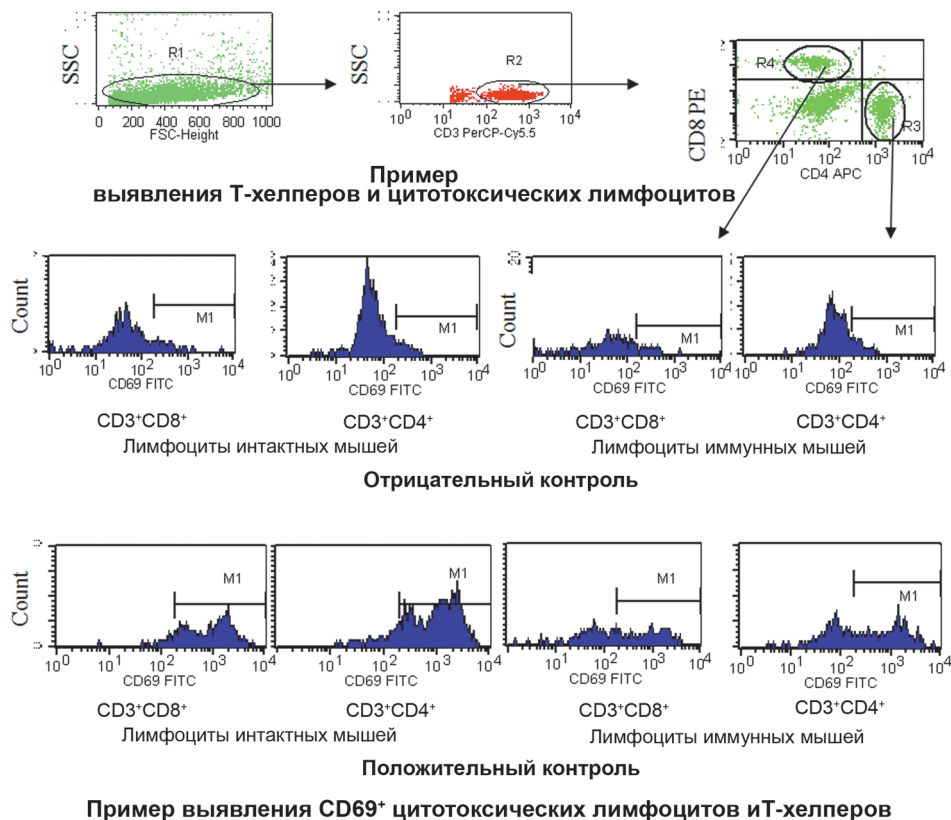 SSC
R1
0 200 400 600 800 1000
FSC-Height
SSC
R2
10⁰ 10¹ 10² 10³ 10⁴
CD3 PerCP-Cy5.5
CD8 PE
R4
R3
10⁰ 10¹ 10² 10³ 10⁴
CD4 APC
Пример
выявления Т-хелперов и цитотоксических лимфоцитов
Count
M1
10⁰ 10¹ 10² 10³ 10⁴
CD69 FITC
M1
10⁰ 10¹ 10² 10³ 10⁴
CD69 FITC
Count
M1
10⁰ 10¹ 10² 10³ 10⁴
CD69 FITC
M1
10⁰ 10¹ 10² 10³ 10⁴
CD69 FITC
CD3⁺CD8⁺ CD3⁺CD4⁺ CD3⁺CD8⁺ CD3⁺CD4⁺
Лимфоциты интактных мышей Лимфоциты иммунных мышей
Отрицательный контроль
Count
M1
10⁰ 10¹ 10² 10³ 10⁴
CD69 FITC
M1
10⁰ 10¹ 10² 10³ 10⁴
CD69 FITC
M1
10⁰ 10¹ 10² 10³ 10⁴
CD69 FITC
M1
10⁰ 10¹ 10² 10³ 10⁴
CD69 FITC
CD3⁺CD8⁺ CD3⁺CD4⁺ CD3⁺CD8⁺ CD3⁺CD4⁺
Лимфоциты интактных мышей Лимфоциты иммунных мышей
Положительный контроль
Пример выявления CD69⁺ цитотоксических лимфоцитов иТ-хелперов